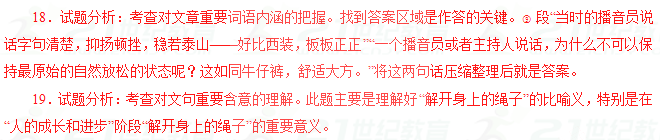 18. 试题分析：考查对文章重要词语内涵的把握。找到答案区域是作答的关键。①段“当时的播音员说
话字句清楚，抑扬顿挫，稳若泰山——好比西装，板板正正”“一个播音员或者主持人说话，为什么不可以保
持最原始的自然放松的状态呢？这如同牛仔裤，舒适大方。”将这两句话压缩整理后就是答案。
19. 试题分析：考查对文句重要含意的理解。此题主要是理解好“解开身上的绳子”的比喻义，特别是在
“人的成长和进步”阶段“解开身上的绳子”的重要意义。